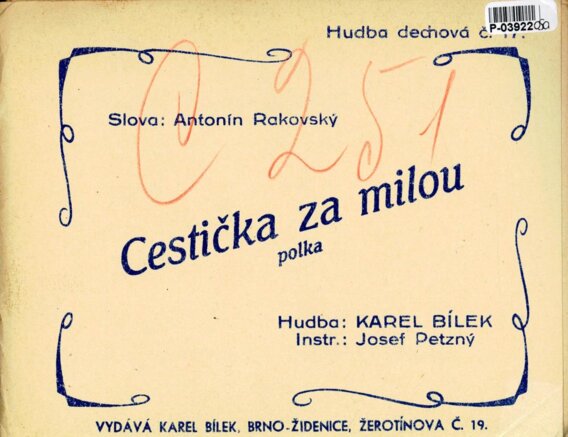 P-03922
Hudba dechová č. 17.
C 251
Slova: Antonín Rakovský
Cestička za milou
polka
Hudba: KAREL BÍLEK
Instr.: Josef Petzný
VYDÁVÁ KAREL BÍLEK, BRNO-ŽIDENICE, ŽEROTÍNOVA Č. 19.